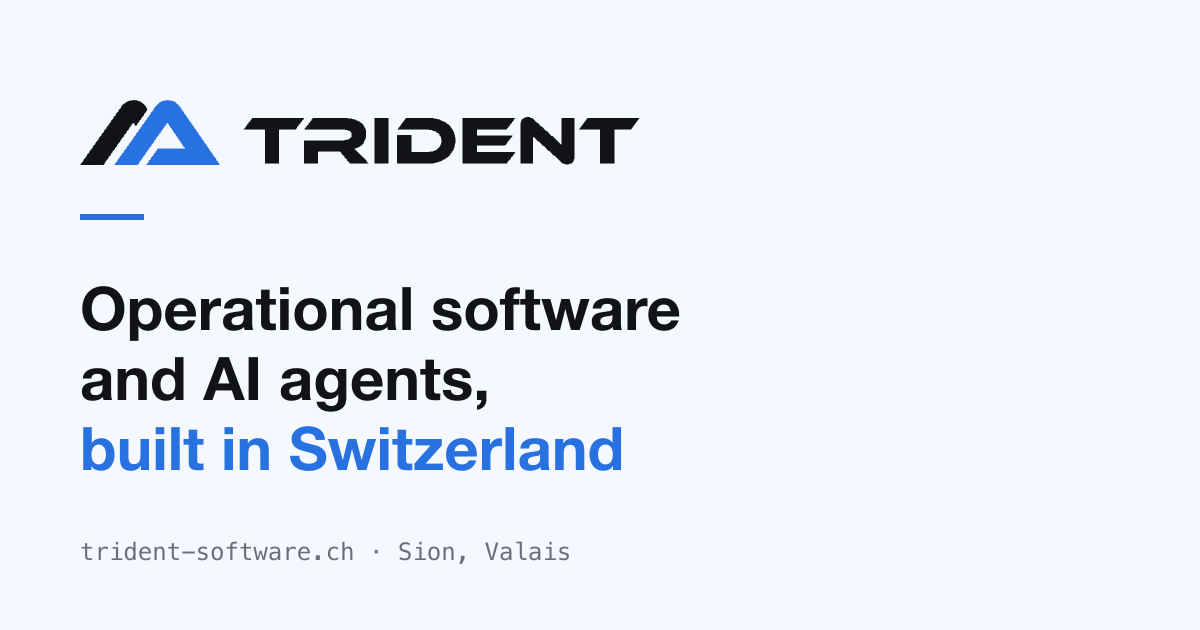 TRIDENT
Operational software
and AI agents,
built in Switzerland
trident-software.ch · Sion, Valais